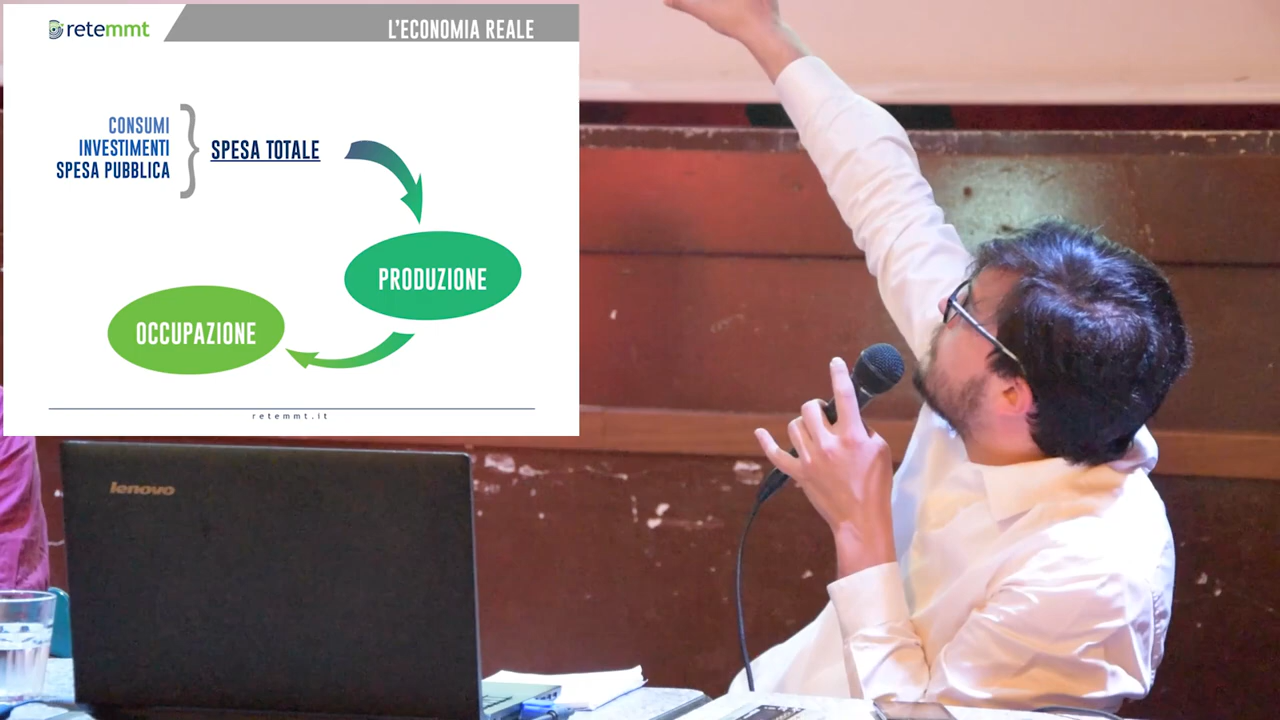 retemmt
L'ECONOMIA REALE
CONSUMI
INVESTIMENTI
SPESA PUBBLICA
SPESA TOTALE
PRODUZIONE
OCCUPAZIONE
retemmt.it
lenovo